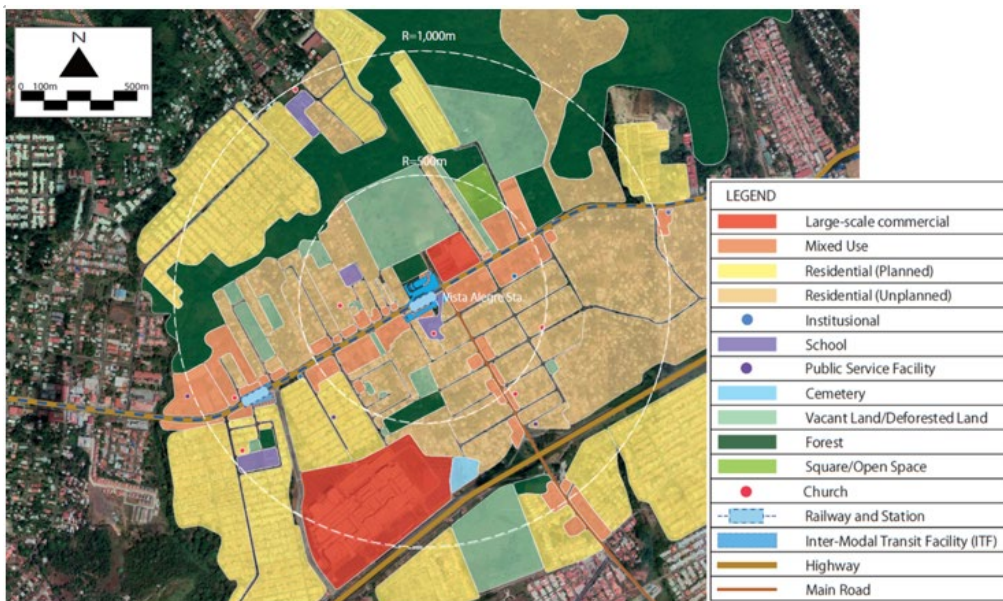 N
0 100m 500m
R=1,000m
R=500m
Vista Alegre Sta.
LEGEND
Large-scale commercial
Mixed Use
Residential (Planned)
Residential (Unplanned)
Institusional
School
Public Service Facility
Cemetery
Vacant Land/Deforested Land
Forest
Square/Open Space
Church
Railway and Station
Inter-Modal Transit Facility (ITF)
Highway
Main Road